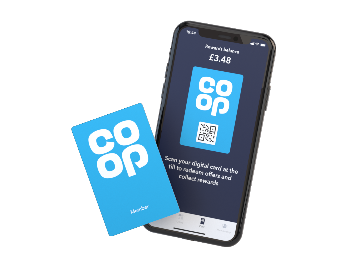 Rewards balance
£3.48
co
op
Scan your digital card at the
till to redeem offers and
collect rewards
co
op
Member